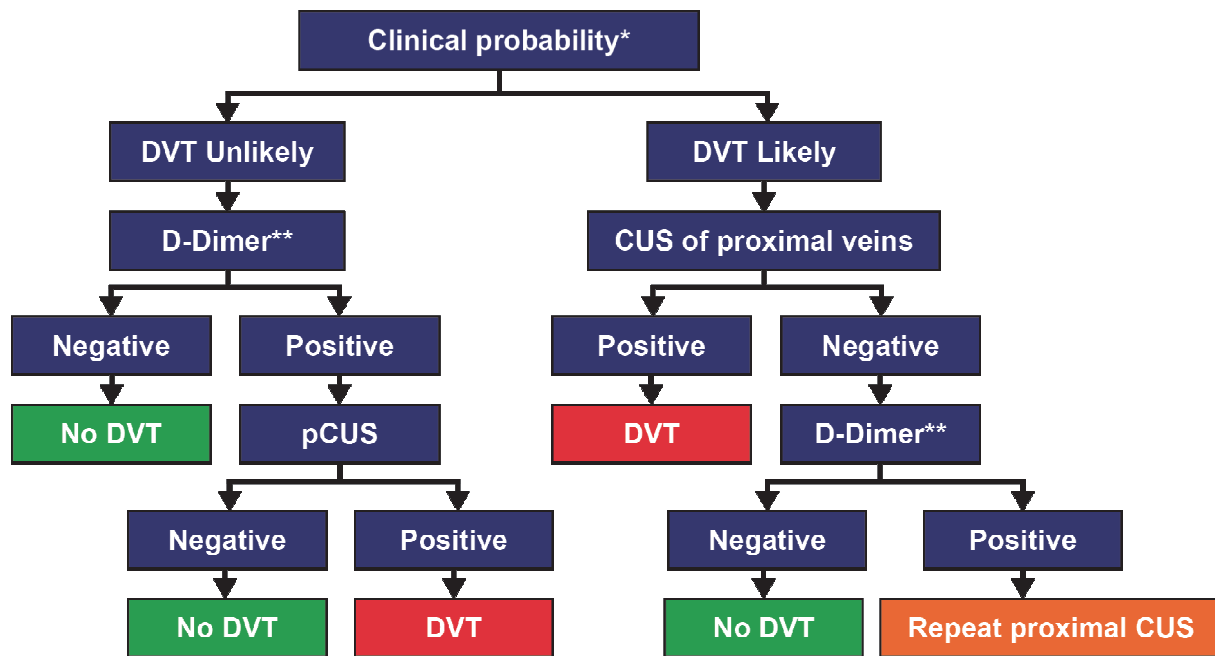 Clinical probability*
DVT Unlikely
DVT Likely
D-Dimer**
CUS of proximal veins
Negative
Positive
Positive
Negative
No DVT
pCUS
DVT
D-Dimer**
Negative
Positive
Negative
Positive
No DVT
DVT
No DVT
Repeat proximal CUS